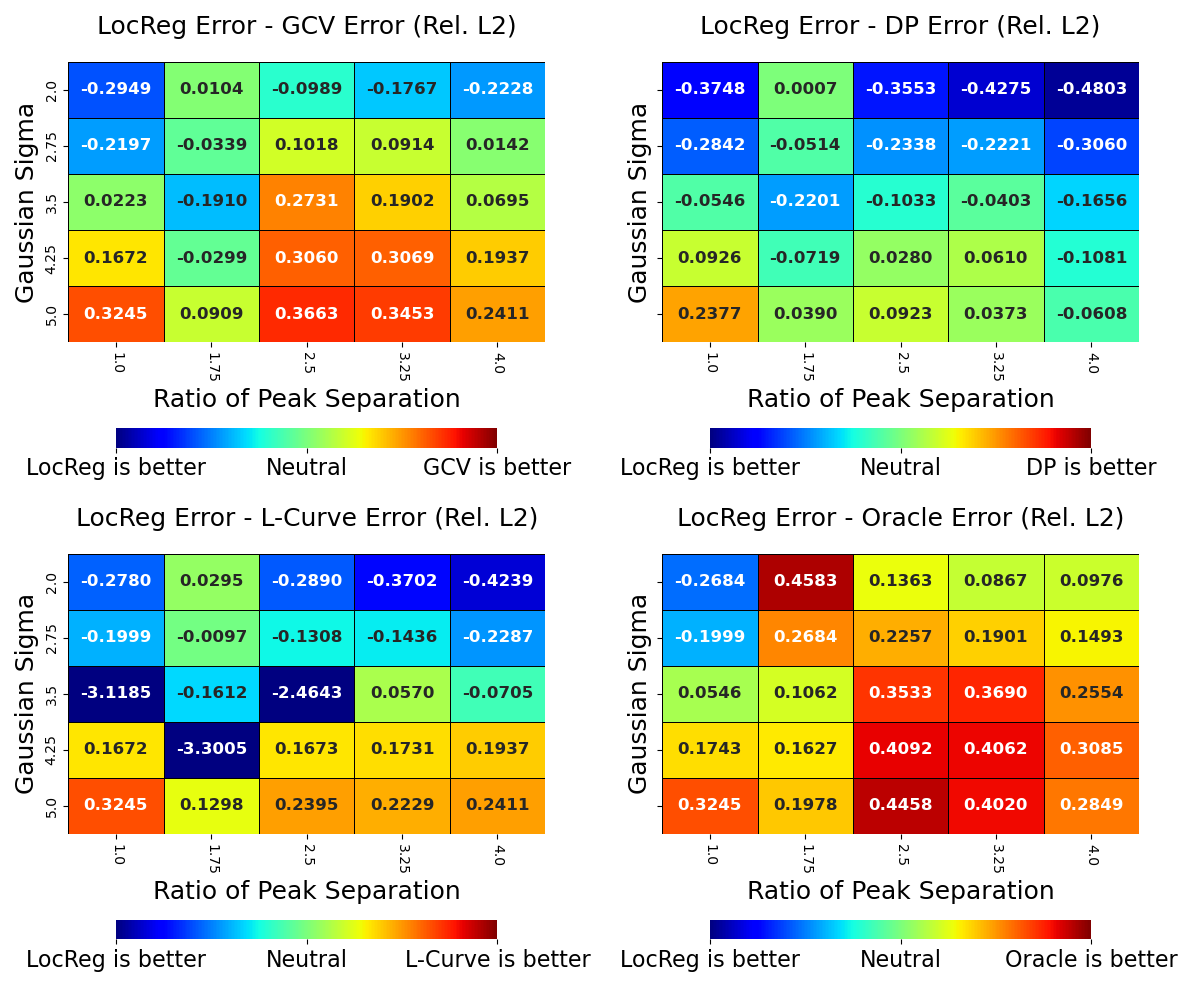 LocReg Error - GCV Error (Rel. L2)
Gaussian Sigma
2.0 -0.2949 0.0104 -0.0989 -0.1767 -0.2228
2.75 -0.2197 -0.0339 0.1018 0.0914 0.0142
3.5 0.0223 -0.1910 0.2731 0.1902 0.0695
4.25 0.1672 -0.0299 0.3060 0.3069 0.1937
5.0 0.3245 0.0909 0.3663 0.3453 0.2411
1.0 1.75 2.5 3.25 4.0
Ratio of Peak Separation
LocReg is better Neutral GCV is better
LocReg Error - DP Error (Rel. L2)
Gaussian Sigma
-0.3748 0.0007 -0.3553 -0.4275 -0.4803
-0.2842 -0.0514 -0.2338 -0.2221 -0.3060
-0.0546 -0.2201 -0.1033 -0.0403 -0.1656
0.0926 -0.0719 0.0280 0.0610 -0.1081
0.2377 0.0390 0.0923 0.0373 -0.0608
1.0 1.75 2.5 3.25 4.0
Ratio of Peak Separation
LocReg is better Neutral DP is better
LocReg Error - L-Curve Error (Rel. L2)
Gaussian Sigma
2.0 -0.2780 0.0295 -0.2890 -0.3702 -0.4239
2.75 -0.1999 -0.0097 -0.1308 -0.1436 -0.2287
3.5 -3.1185 -0.1612 -2.4643 0.0570 -0.0705
4.25 0.1672 -3.3005 0.1673 0.1731 0.1937
5.0 0.3245 0.1298 0.2395 0.2229 0.2411
1.0 1.75 2.5 3.25 4.0
Ratio of Peak Separation
LocReg is better Neutral L-Curve is better
LocReg Error - Oracle Error (Rel. L2)
Gaussian Sigma
-0.2684 0.4583 0.1363 0.0867 0.0976
-0.1999 0.2684 0.2257 0.1901 0.1493
0.0546 0.1062 0.3533 0.3690 0.2554
0.1743 0.1627 0.4092 0.4062 0.3085
0.3245 0.1978 0.4458 0.4020 0.2849
1.0 1.75 2.5 3.25 4.0
Ratio of Peak Separation
LocReg is better Neutral Oracle is better